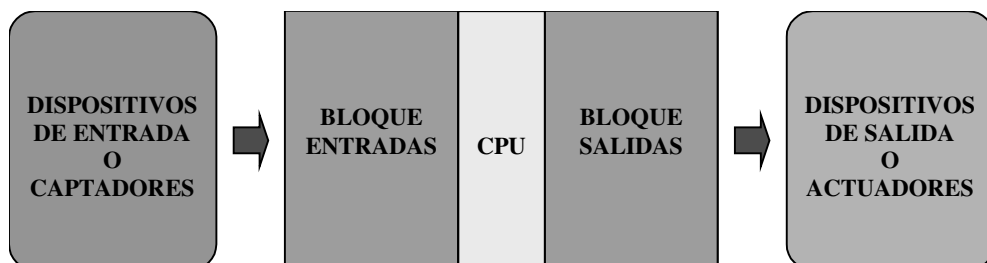 DISPOSITIVOS
DE ENTRADA
O
CAPTADORES
BLOQUE
ENTRADAS
CPU
BLOQUE
SALIDAS
DISPOSITIVOS
DE SALIDA
O
ACTUADORES